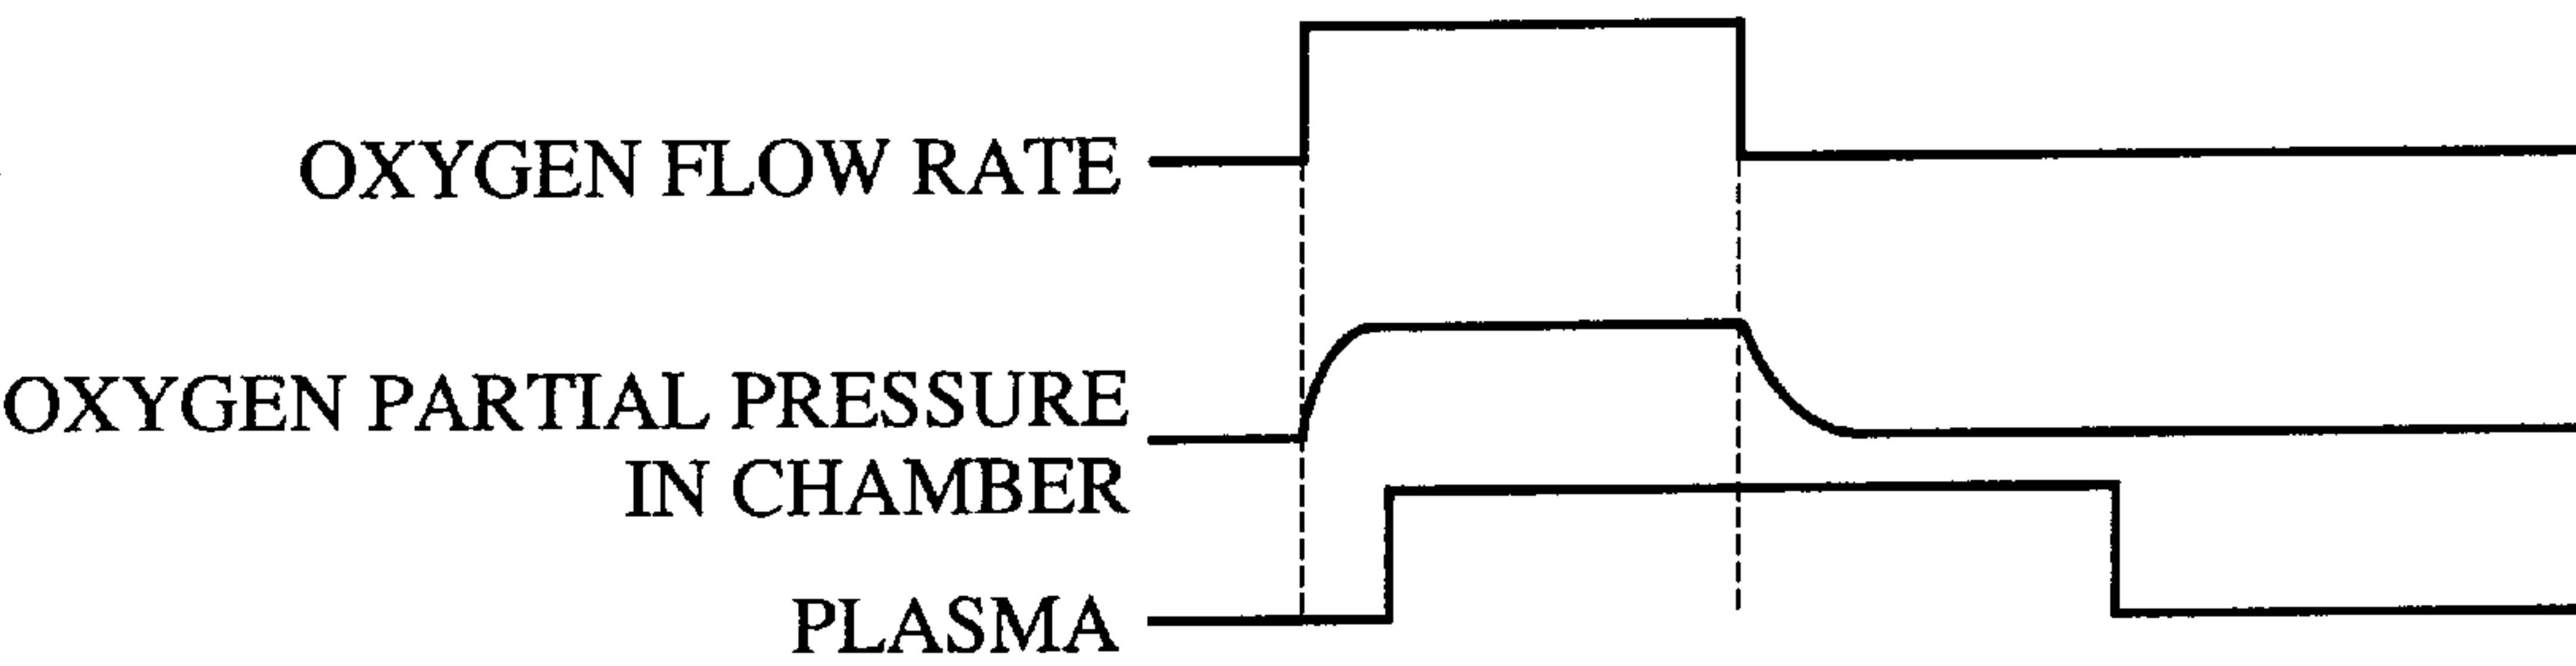 OXYGEN FLOW RATE
OXYGEN PARTIAL PRESSURE
IN CHAMBER
PLASMA